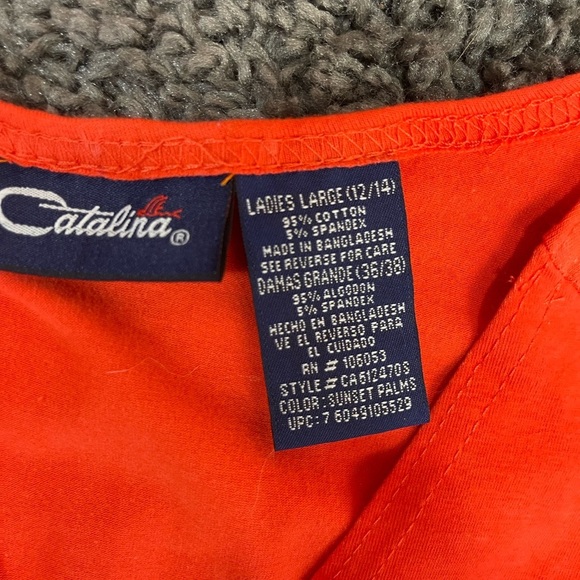 Catalina®
LADIES LARGE (12/14)
95% COTTON
5% SPANDEX
MADE IN BANGLADESH
SEE REVERSE FOR CARE
DAMAS GRANDE (36/38)
95% ALGODON
5% SPANDEX
HECHO EN BANGLADESH
VE EL REVERSO PARA
EL CUIDADO
RN # 106053
STYLE # CA612470S
COLOR: SUNSET PALMS
UPC: 7 6049105529